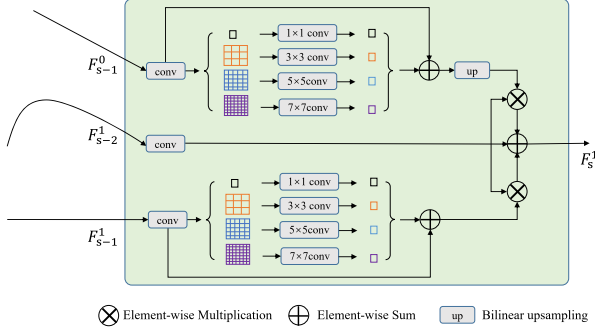 1×1 conv
F⁰ₛ₋₁
3×3 conv
conv
up
5×5conv
7×7conv
F¹ₛ₋₂
conv
F¹ₛ
1×1 conv
3×3 conv
conv
F¹ₛ₋₁
5×5conv
7×7conv
Element-wise Multiplication
Element-wise Sum
up
Bilinear upsampling